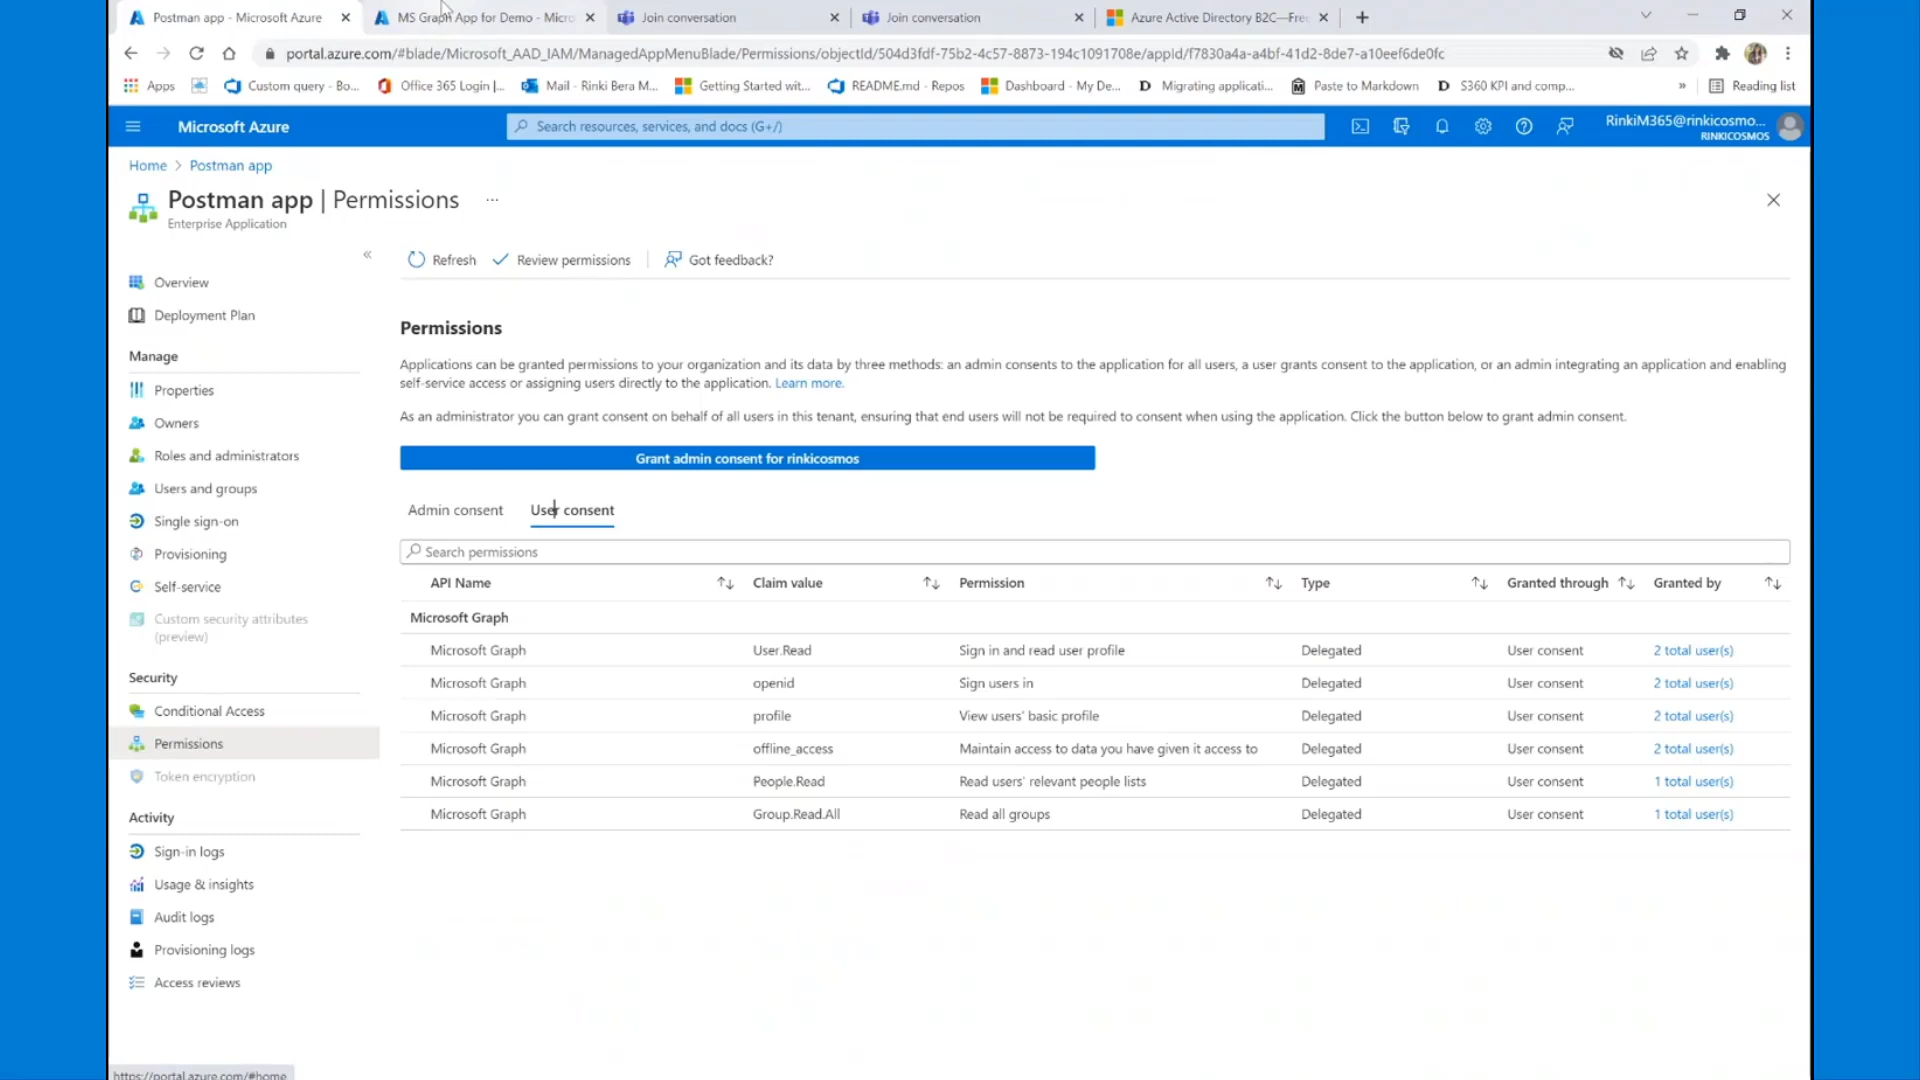 Postman app - Microsoft Azure
MS Graph App for Demo - Micro
Join conversation
Join conversation
Azure Active Directory B2C—Free
portal.azure.com/#blade/Microsoft_AAD_IAM/ManagedAppMenuBlade/Permissions/objectId/504d3fdf-75b2-4c57-8873-194c1091708e/appId/f7830a4a-a4bf-41d2-8de7-a10eef6de0fc
Apps
Custom query - Bo...
Office 365 Login |...
Mail - Rinki Bera M...
Getting Started wit...
README.md - Repos
Dashboard - My De...
Migrating applicati...
Paste to Markdown
S360 KPI and comp...
»
Reading list
Microsoft Azure
Search resources, services, and docs (G+/)
RinkiM365@rinkicosmo...
RINKICOSMOS
Home > Postman app
Postman app | Permissions ...
Enterprise Application
Overview
Deployment Plan
Manage
Properties
Owners
Roles and administrators
Users and groups
Single sign-on
Provisioning
Self-service
Custom security attributes
(preview)
Security
Conditional Access
Permissions
Token encryption
Activity
Sign-in logs
Usage & insights
Audit logs
Provisioning logs
Access reviews
Refresh Review permissions Got feedback?
Permissions
Applications can be granted permissions to your organization and its data by three methods: an admin consents to the application for all users, a user grants consent to the application, or an admin integrating an application and enabling
self-service access or assigning users directly to the application. Learn more.
As an administrator you can grant consent on behalf of all users in this tenant, ensuring that end users will not be required to consent when using the application. Click the button below to grant admin consent.
Grant admin consent for rinkicosmos
Admin consent User consent
Search permissions
API Name Claim value Permission Type Granted through Granted by
Microsoft Graph
Microsoft Graph User.Read Sign in and read user profile Delegated User consent 2 total user(s)
Microsoft Graph openid Sign users in Delegated User consent 2 total user(s)
Microsoft Graph profile View users' basic profile Delegated User consent 2 total user(s)
Microsoft Graph offline_access Maintain access to data you have given it access to Delegated User consent 2 total user(s)
Microsoft Graph People.Read Read users' relevant people lists Delegated User consent 1 total user(s)
Microsoft Graph Group.Read.All Read all groups Delegated User consent 1 total user(s)
https://portal.azure.com/#home